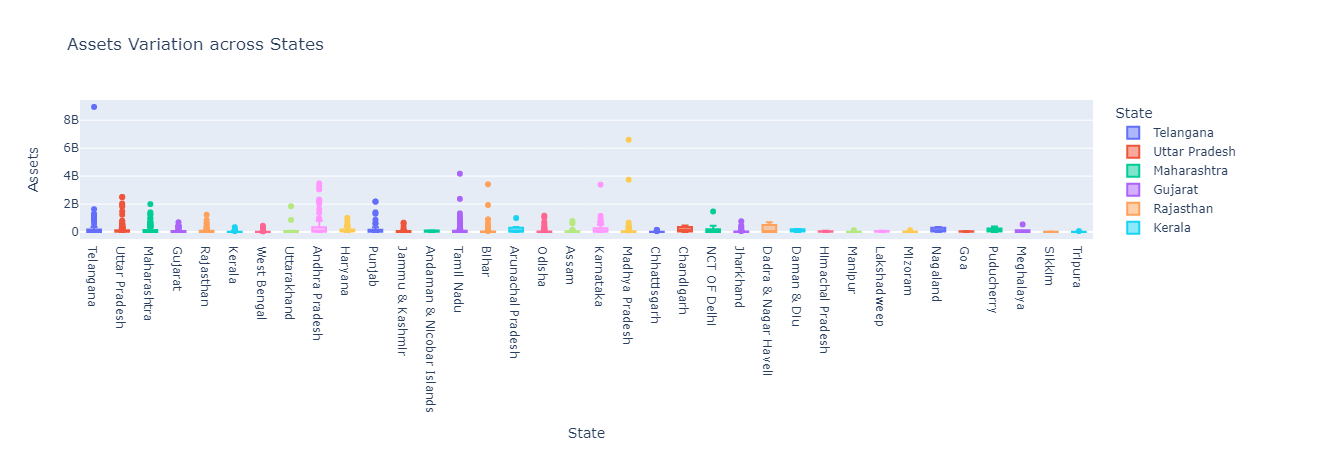 Assets Variation across States
State
Telangana
Uttar Pradesh
Maharashtra
Gujarat
Rajasthan
Kerala
Assets
8B
6B
4B
2B
0
Telangana
Uttar Pradesh
Maharashtra
Gujarat
Rajasthan
Kerala
West Bengal
Uttarakhand
Andhra Pradesh
Haryana
Punjab
Jammu & Kashmir
Andaman & Nicobar Islands
Tamil Nadu
Bihar
Arunachal Pradesh
Odisha
Assam
Karnataka
Madhya Pradesh
Chhattisgarh
Chandigarh
NCT OF Delhi
Jharkhand
Dadra & Nagar Haveli
Daman & Diu
Himachal Pradesh
Manipur
Lakshadweep
Mizoram
Nagaland
Goa
Puducherry
Meghalaya
Sikkim
Tripura
State